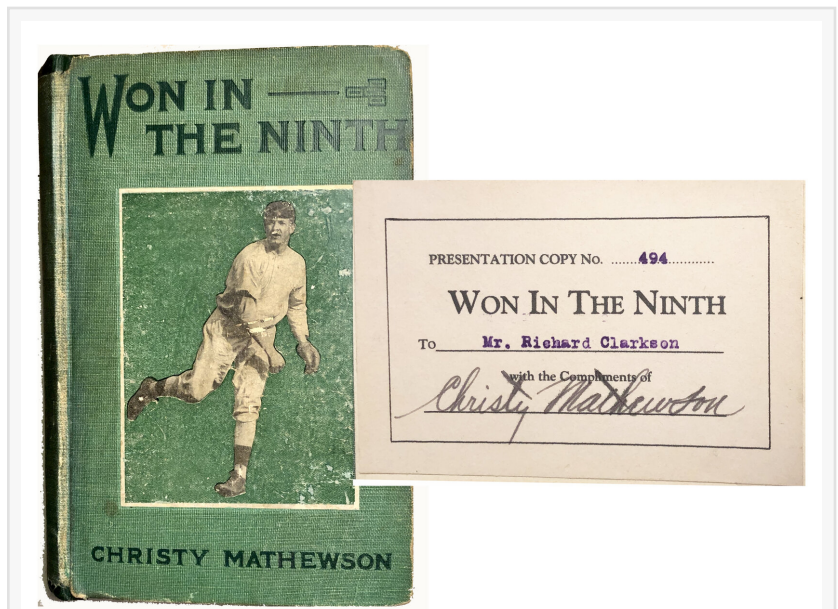 WON IN
THE NINTH
CHRISTY MATHEWSON
PRESENTATION COPY No. ......494............
WON IN THE NINTH
To Mr. Richard Clarkson
with the Compliments of
Christy Mathewson